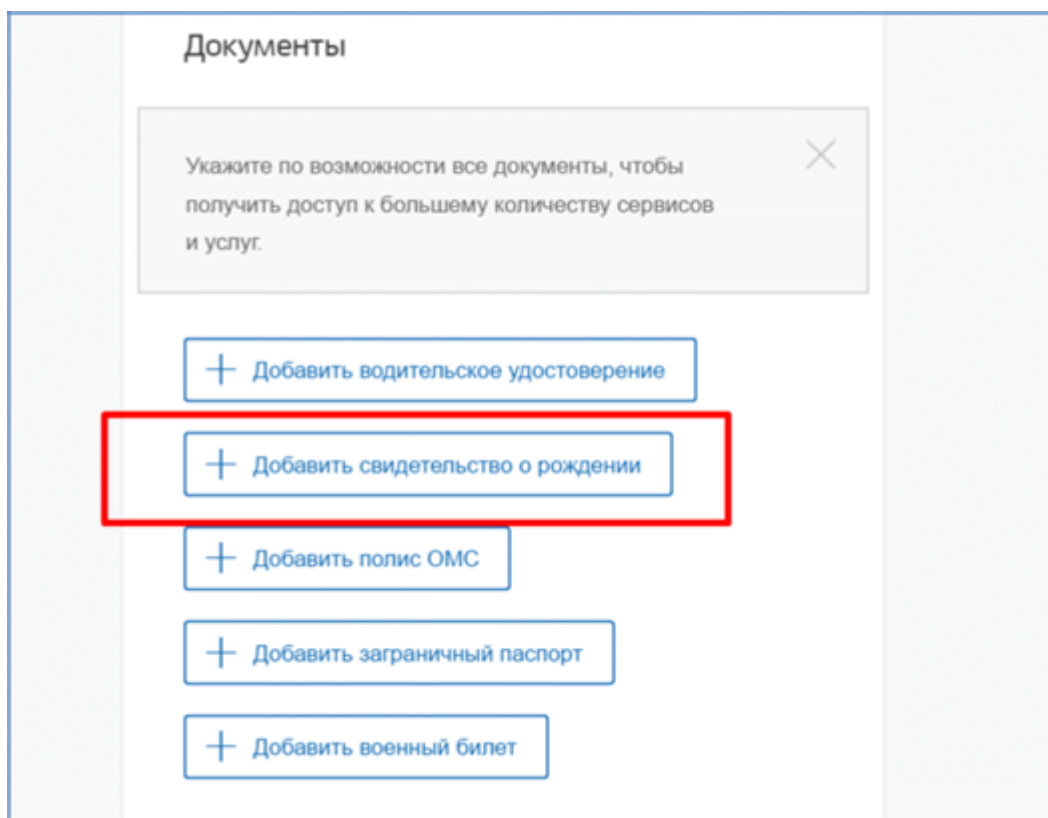 Документы
Укажите по возможности все документы, чтобы
получить доступ к большему количеству сервисов
и услуг.
Добавить водительское удостоверение
Добавить свидетельство о рождении
Добавить полис ОМС
Добавить заграничный паспорт
Добавить военный билет